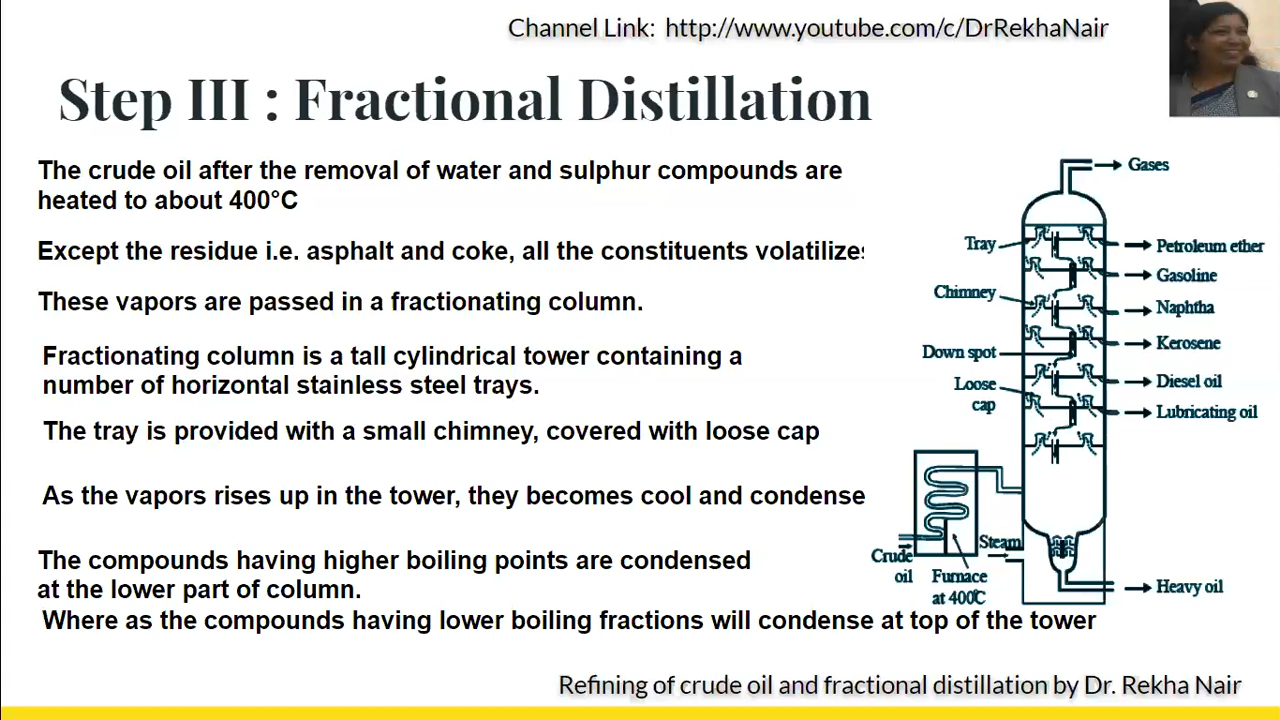 Channel Link: http://www.youtube.com/c/DrRekhaNair
Step III : Fractional Distillation
The crude oil after the removal of water and sulphur compounds are
heated to about 400°C
Except the residue i.e. asphalt and coke, all the constituents volatilizes
These vapors are passed in a fractionating column.
Fractionating column is a tall cylindrical tower containing a
number of horizontal stainless steel trays.
The tray is provided with a small chimney, covered with loose cap
As the vapors rises up in the tower, they becomes cool and condense
The compounds having higher boiling points are condensed
at the lower part of column.
Where as the compounds having lower boiling fractions will condense at top of the tower
Gases
Tray
Petroleum ether
Gasoline
Chimney
Naphtha
Kerosene
Down spot
Diesel oil
Loose
cap
Lubricating oil
Steam
Crude
oil
Furnace
at 400°C
Heavy oil
Refining of crude oil and fractional distillation by Dr. Rekha Nair